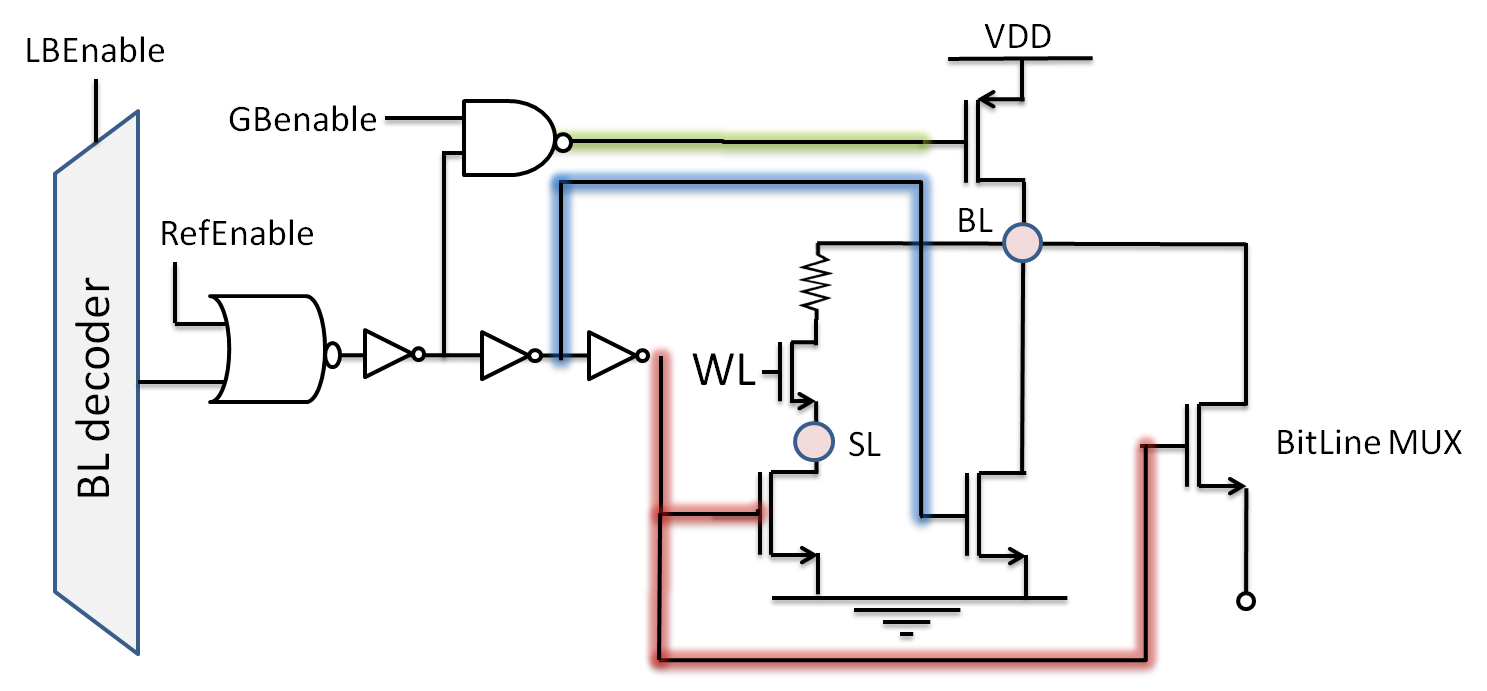 VDD
LBEnable
GBenable
RefEnable
BL
BL decoder
WL
SL
BitLine MUX